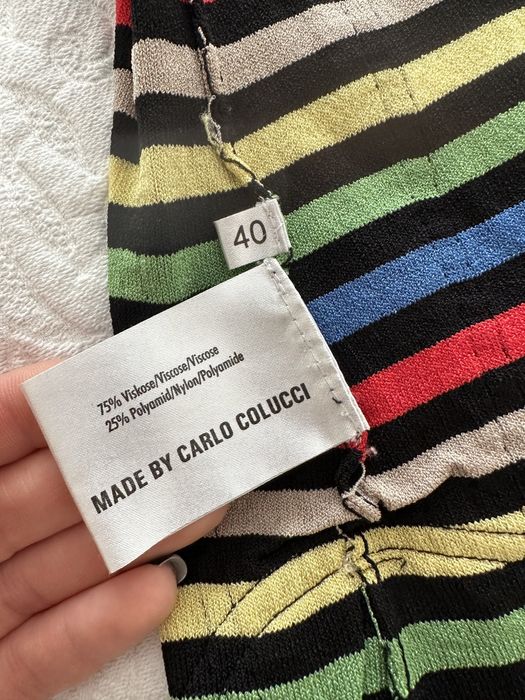 40
75% Viskose/Viscose/Viscose
25% Polyamid/Nylon/Polyamide
MADE BY CARLO COLUCCI